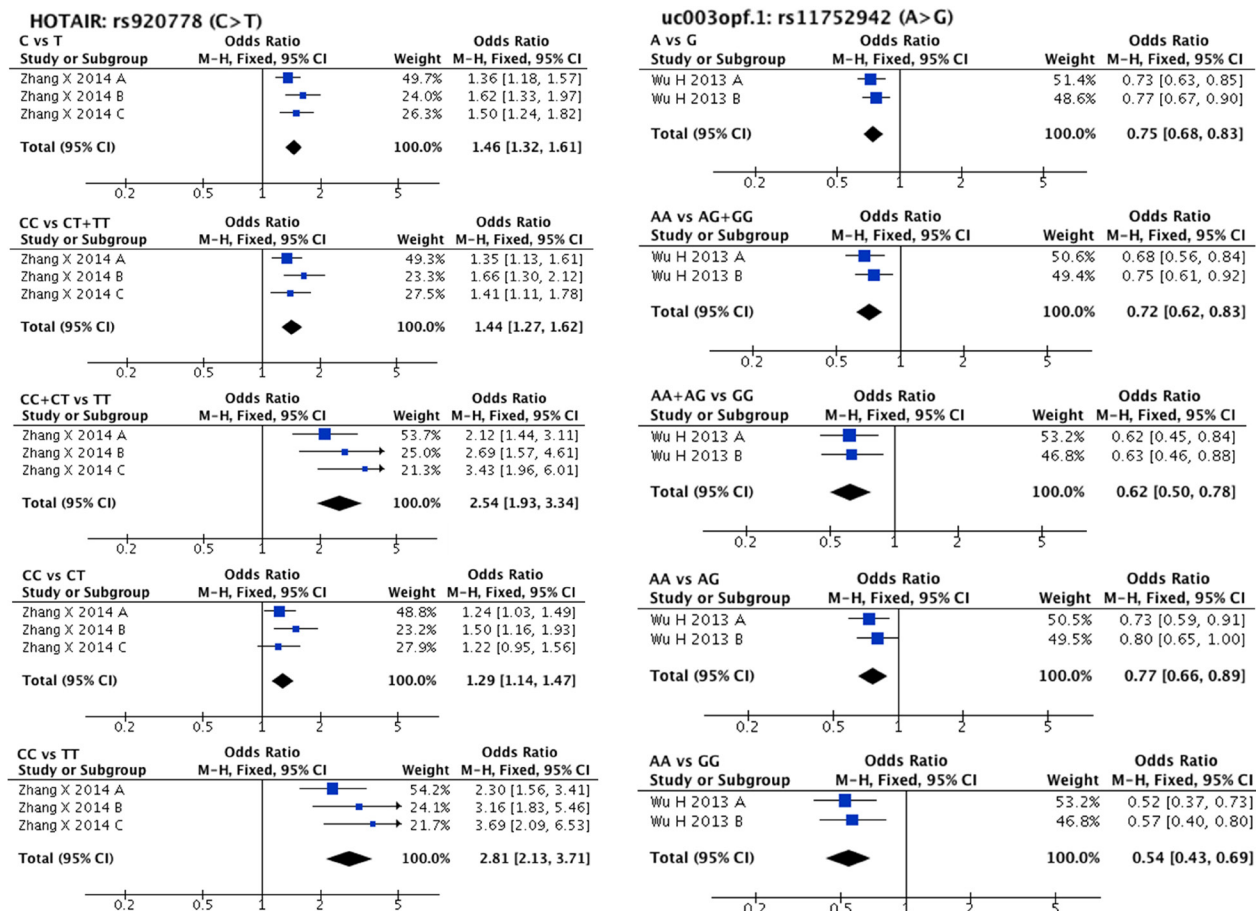 HOTAIR: rs920778 (C>T)
C vs T Odds Ratio Odds Ratio
Study or Subgroup M-H, Fixed, 95% CI Weight M-H, Fixed, 95% CI
Zhang X 2014 A 49.7% 1.36 [1.18, 1.57]
Zhang X 2014 B 24.0% 1.62 [1.33, 1.97]
Zhang X 2014 C 26.3% 1.50 [1.24, 1.82]
Total (95% CI) 100.0% 1.46 [1.32, 1.61]
0.2 0.5 1 2 5
CC vs CT+TT Odds Ratio Odds Ratio
Study or Subgroup M-H, Fixed, 95% CI Weight M-H, Fixed, 95% CI
Zhang X 2014 A 49.3% 1.35 [1.13, 1.61]
Zhang X 2014 B 23.3% 1.66 [1.30, 2.12]
Zhang X 2014 C 27.5% 1.41 [1.11, 1.78]
Total (95% CI) 100.0% 1.44 [1.27, 1.62]
0.2 0.5 1 2 5
CC+CT vs TT Odds Ratio Odds Ratio
Study or Subgroup M-H, Fixed, 95% CI Weight M-H, Fixed, 95% CI
Zhang X 2014 A 53.7% 2.12 [1.44, 3.11]
Zhang X 2014 B 25.0% 2.69 [1.57, 4.61]
Zhang X 2014 C 21.3% 3.43 [1.96, 6.01]
Total (95% CI) 100.0% 2.54 [1.93, 3.34]
0.2 0.5 1 2 5
CC vs CT Odds Ratio Odds Ratio
Study or Subgroup M-H, Fixed, 95% CI Weight M-H, Fixed, 95% CI
Zhang X 2014 A 48.8% 1.24 [1.03, 1.49]
Zhang X 2014 B 23.2% 1.50 [1.16, 1.93]
Zhang X 2014 C 27.9% 1.22 [0.95, 1.56]
Total (95% CI) 100.0% 1.29 [1.14, 1.47]
0.2 0.5 1 2 5
CC vs TT Odds Ratio Odds Ratio
Study or Subgroup M-H, Fixed, 95% CI Weight M-H, Fixed, 95% CI
Zhang X 2014 A 54.2% 2.30 [1.56, 3.41]
Zhang X 2014 B 24.1% 3.16 [1.83, 5.46]
Zhang X 2014 C 21.7% 3.69 [2.09, 6.53]
Total (95% CI) 100.0% 2.81 [2.13, 3.71]
0.2 0.5 1 2 5
uc003opf.1: rs11752942 (A>G)
A vs G Odds Ratio Odds Ratio
Study or Subgroup M-H, Fixed, 95% CI Weight M-H, Fixed, 95% CI
Wu H 2013 A 51.4% 0.73 [0.63, 0.85]
Wu H 2013 B 48.6% 0.77 [0.67, 0.90]
Total (95% CI) 100.0% 0.75 [0.68, 0.83]
0.2 0.5 1 2 5
AA vs AG+GG Odds Ratio Odds Ratio
Study or Subgroup M-H, Fixed, 95% CI Weight M-H, Fixed, 95% CI
Wu H 2013 A 50.6% 0.68 [0.56, 0.84]
Wu H 2013 B 49.4% 0.75 [0.61, 0.92]
Total (95% CI) 100.0% 0.72 [0.62, 0.83]
0.2 0.5 1 2 5
AA+AG vs GG Odds Ratio Odds Ratio
Study or Subgroup M-H, Fixed, 95% CI Weight M-H, Fixed, 95% CI
Wu H 2013 A 53.2% 0.62 [0.45, 0.84]
Wu H 2013 B 46.8% 0.63 [0.46, 0.88]
Total (95% CI) 100.0% 0.62 [0.50, 0.78]
0.2 0.5 1 2 5
AA vs AG Odds Ratio Odds Ratio
Study or Subgroup M-H, Fixed, 95% CI Weight M-H, Fixed, 95% CI
Wu H 2013 A 50.5% 0.73 [0.59, 0.91]
Wu H 2013 B 49.5% 0.80 [0.65, 1.00]
Total (95% CI) 100.0% 0.77 [0.66, 0.89]
0.2 0.5 1 2 5
AA vs GG Odds Ratio Odds Ratio
Study or Subgroup M-H, Fixed, 95% CI Weight M-H, Fixed, 95% CI
Wu H 2013 A 53.2% 0.52 [0.37, 0.73]
Wu H 2013 B 46.8% 0.57 [0.40, 0.80]
Total (95% CI) 100.0% 0.54 [0.43, 0.69]
0.2 0.5 1 2 5